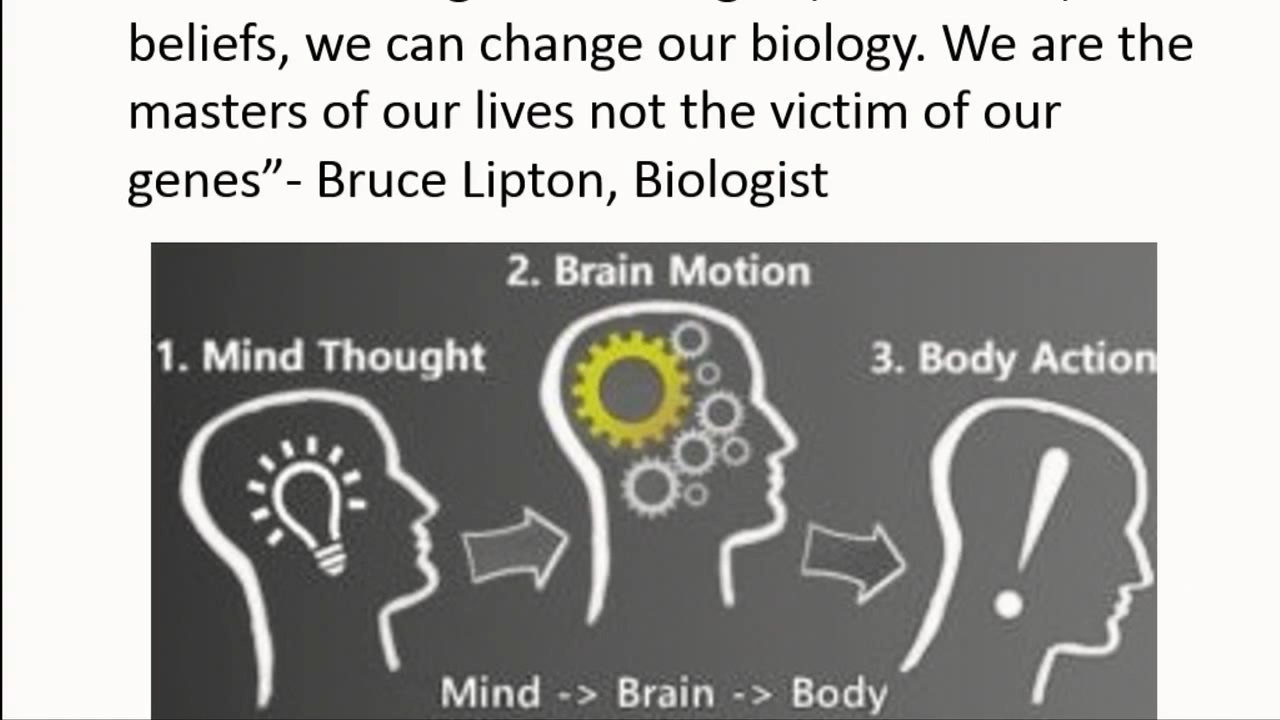 beliefs, we can change our biology. We are the
masters of our lives not the victim of our
genes”- Bruce Lipton, Biologist
2. Brain Motion
1. Mind Thought
3. Body Action
Mind -> Brain -> Body